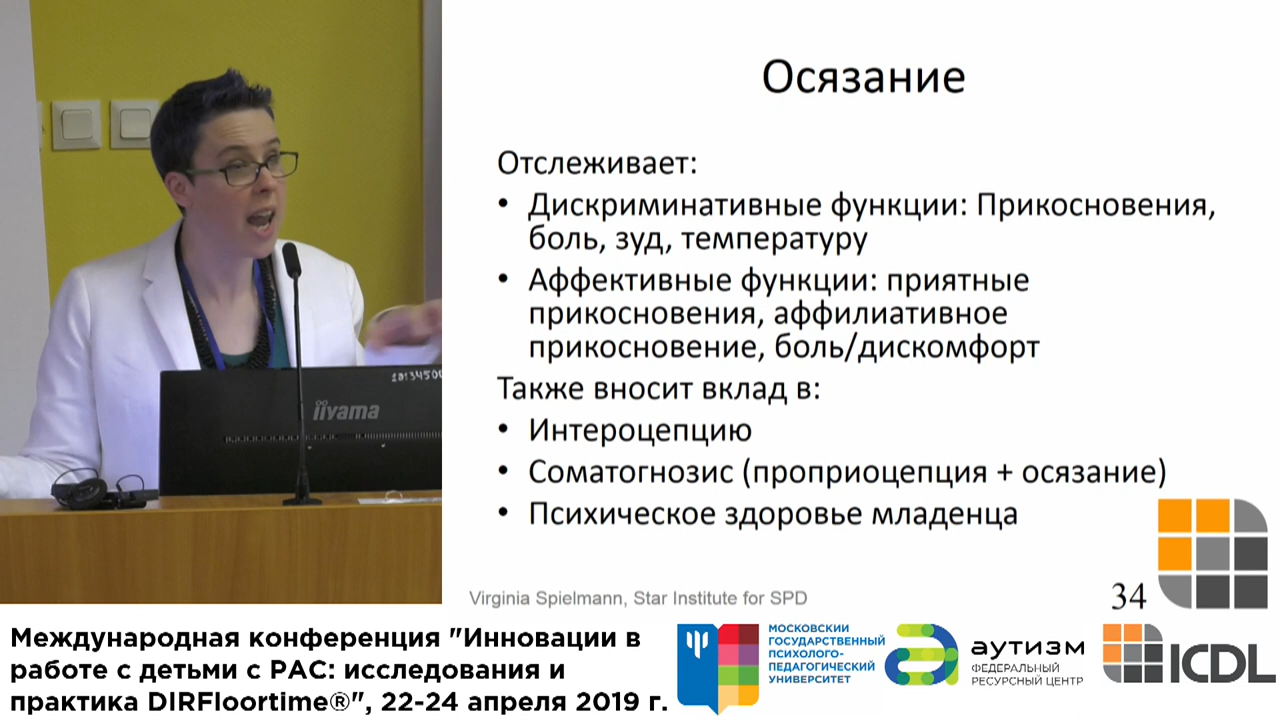 Осязание
Отслеживает:
• Дискриминативные функции: Прикосновения,
боль, зуд, температуру
• Аффективные функции: приятные
прикосновения, аффилиативное
прикосновение, боль/дискомфорт
Также вносит вклад в:
• Интероцепцию
• Соматогнозис (проприоцепция + осязание)
• Психическое здоровье младенца
Virginia Spielmann, Star Institute for SPD
34
iiyama
Международная конференция "Инновации в
работе с детьми с РАС: исследования и
практика DIRFloortime®", 22-24 апреля 2019 г.
МОСКОВСКИЙ
ГОСУДАРСТВЕННЫЙ
ПСИХОЛОГО-
ПЕДАГОГИЧЕСКИЙ
УНИВЕРСИТЕТ
аутизм
ФЕДЕРАЛЬНЫЙ
РЕСУРСНЫЙ ЦЕНТР
ICDL